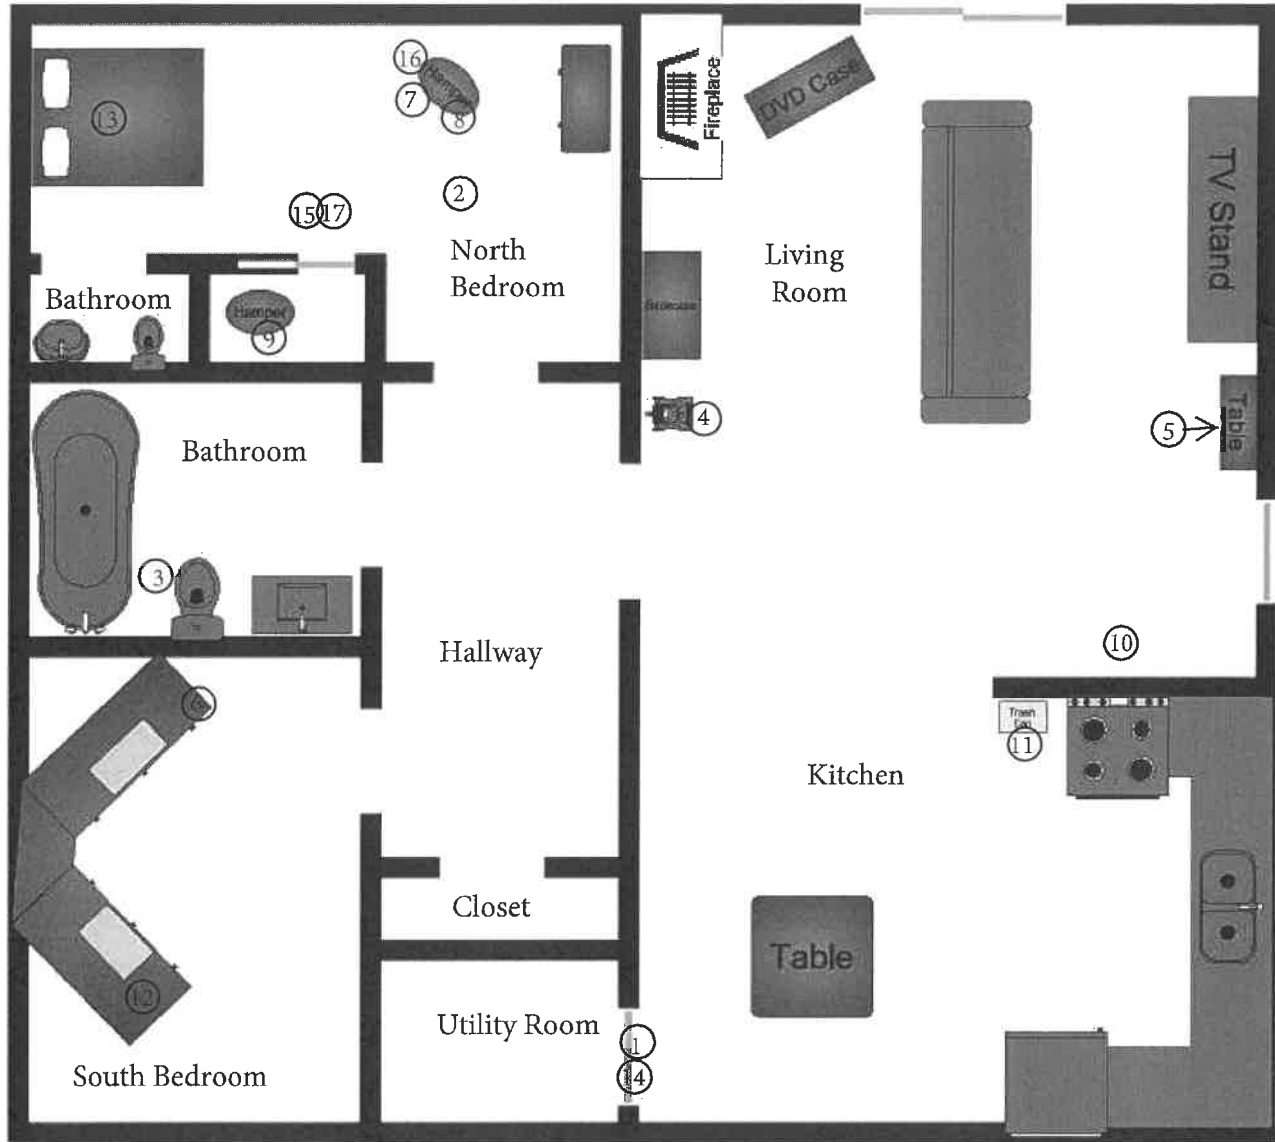 16
Hamper
7
8
13
2
15
17
North
Bedroom
Bathroom
Hamper
9
Fireplace
DVD Case
TV Stand
Living
Room
4
5
Table
Bathroom
3
Hallway
10
6
Trash
Can
11
Kitchen
Closet
Table
12
Utility Room
1
14
South Bedroom